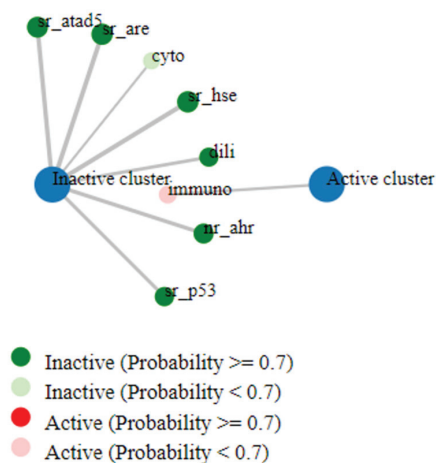 sr_atad5
sr_are
cyto
sr_hse
dili
Inactive cluster
immuno
Active cluster
nr_ahr
sr_p53
Inactive (Probability >= 0.7)
Inactive (Probability < 0.7)
Active (Probability >= 0.7)
Active (Probability < 0.7)